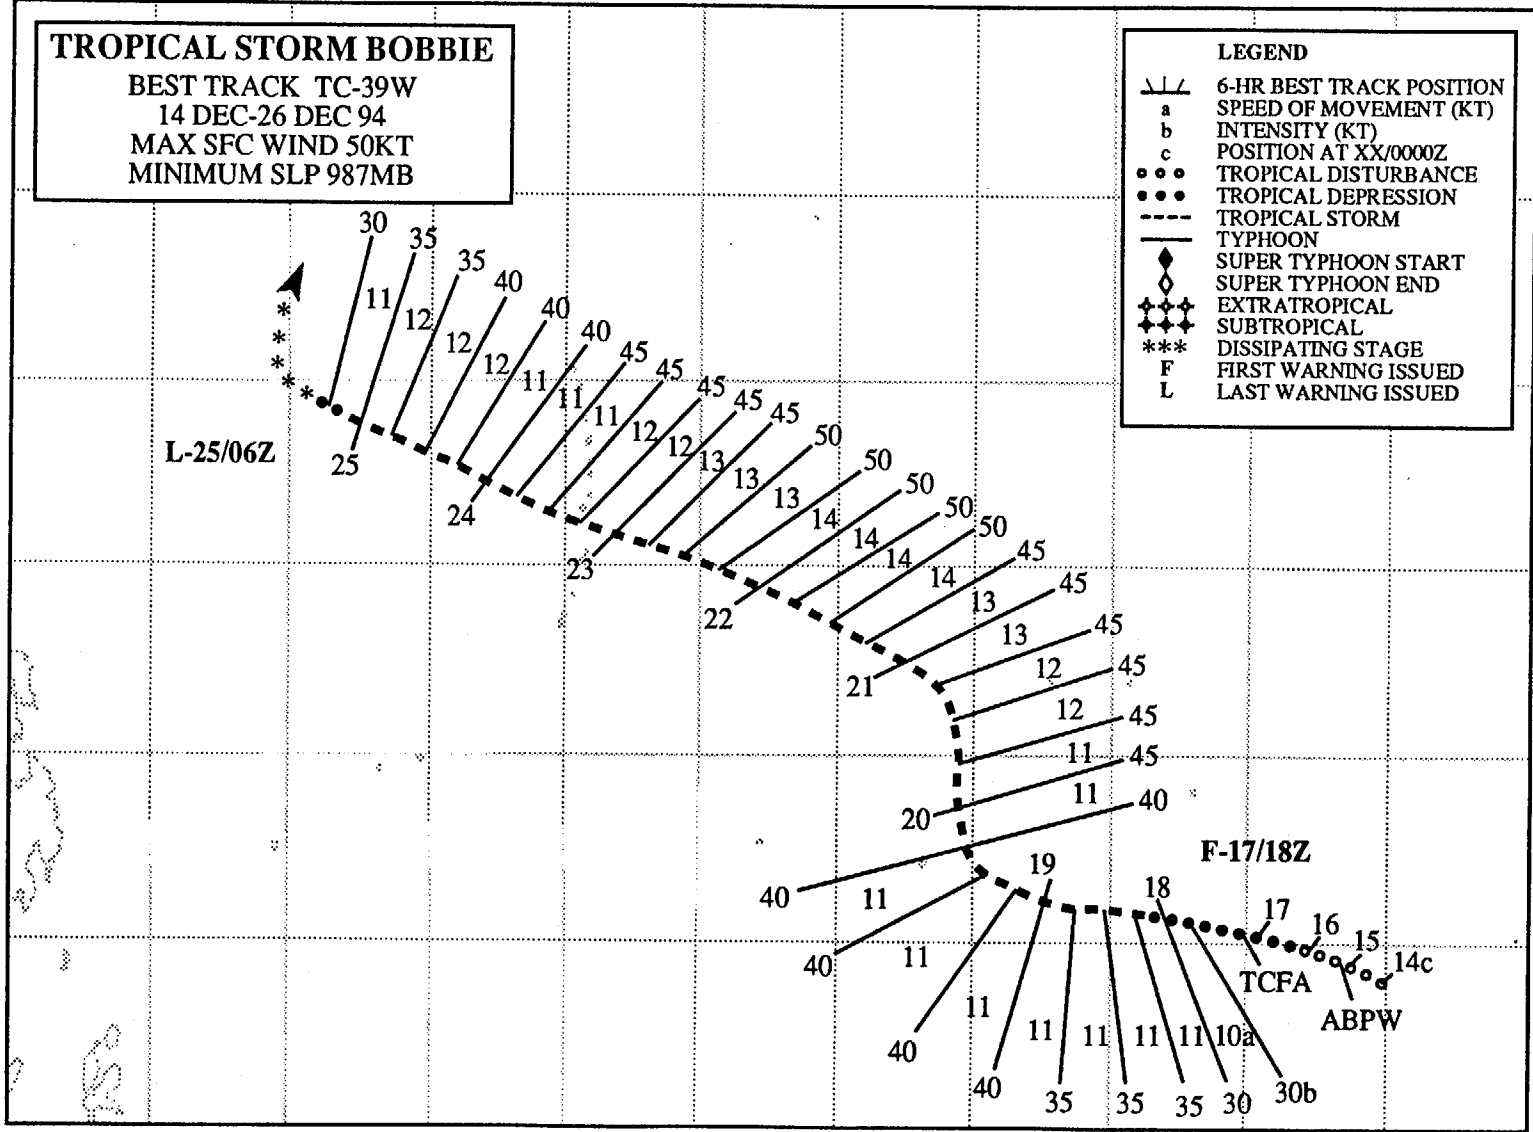 TROPICAL STORM BOBBIE
BEST TRACK TC-39W
14 DEC-26 DEC 94
MAX SFC WIND 50KT
MINIMUM SLP 987MB
LEGEND
6-HR BEST TRACK POSITION
a SPEED OF MOVEMENT (KT)
b INTENSITY (KT)
c POSITION AT XX/0000Z
TROPICAL DISTURBANCE
TROPICAL DEPRESSION
TROPICAL STORM
TYPHOON
SUPER TYPHOON START
SUPER TYPHOON END
EXTRATROPICAL
SUBTROPICAL
*** DISSIPATING STAGE
F FIRST WARNING ISSUED
L LAST WARNING ISSUED
30
35
35
40
40
40
45
45
45
45
45
50
50
50
50
50
45
45
45
45
45
45
40
11
12
12
12
11
11
11
12
12
13
13
13
14
14
14
14
13
13
12
12
11
11
L-25/06Z
25
24
23
22
21
20
F-17/18Z
19
18
17
16
15
14c
TCFA
ABPW
40
11
40
11
40
11
40
11
35
11
35
11
35
11
30
10a
30b